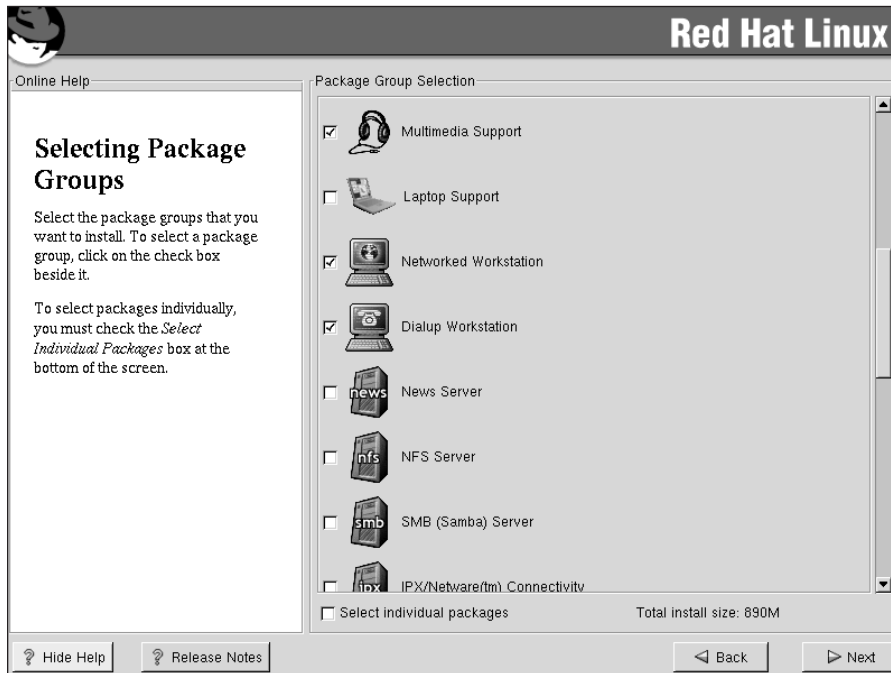 Red Hat Linux
Online Help
Selecting Package
Groups
Select the package groups that you
want to install. To select a package
group, click on the check box
beside it.
To select packages individually,
you must check the Select
Individual Packages box at the
bottom of the screen.
Package Group Selection
Multimedia Support
Laptop Support
Networked Workstation
Dialup Workstation
news
News Server
nfs
NFS Server
smb
SMB (Samba) Server
ipx
IPX/Netware(tm) Connectivity
Select individual packages
Total install size: 890M
? Hide Help
? Release Notes
Back
Next